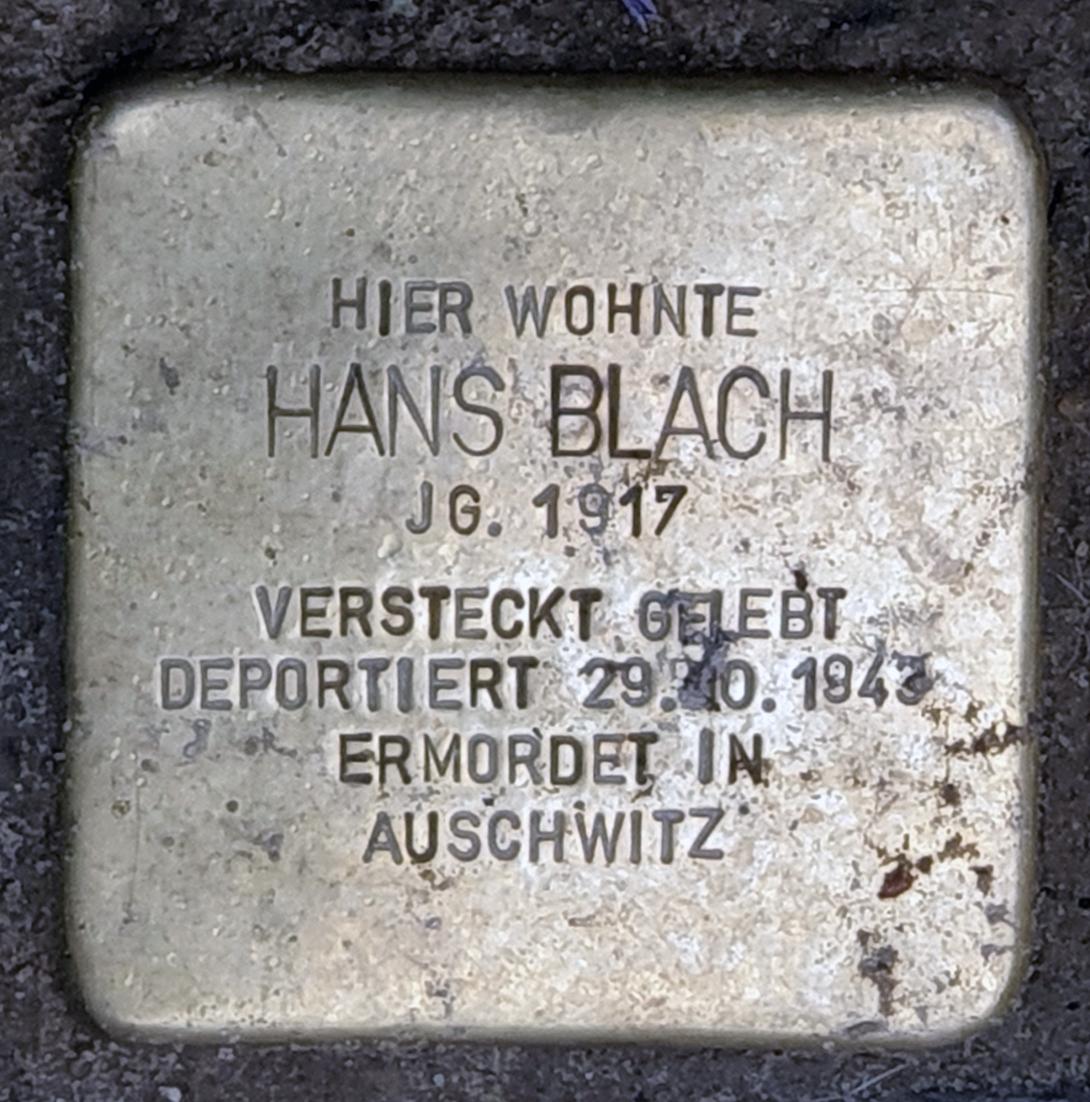 HIER WOHNTE
HANS BLACH
JG. 1917
VERSTECKT GELEBT
DEPORTIERT 29.10.1943
ERMORDET IN
AUSCHWITZ